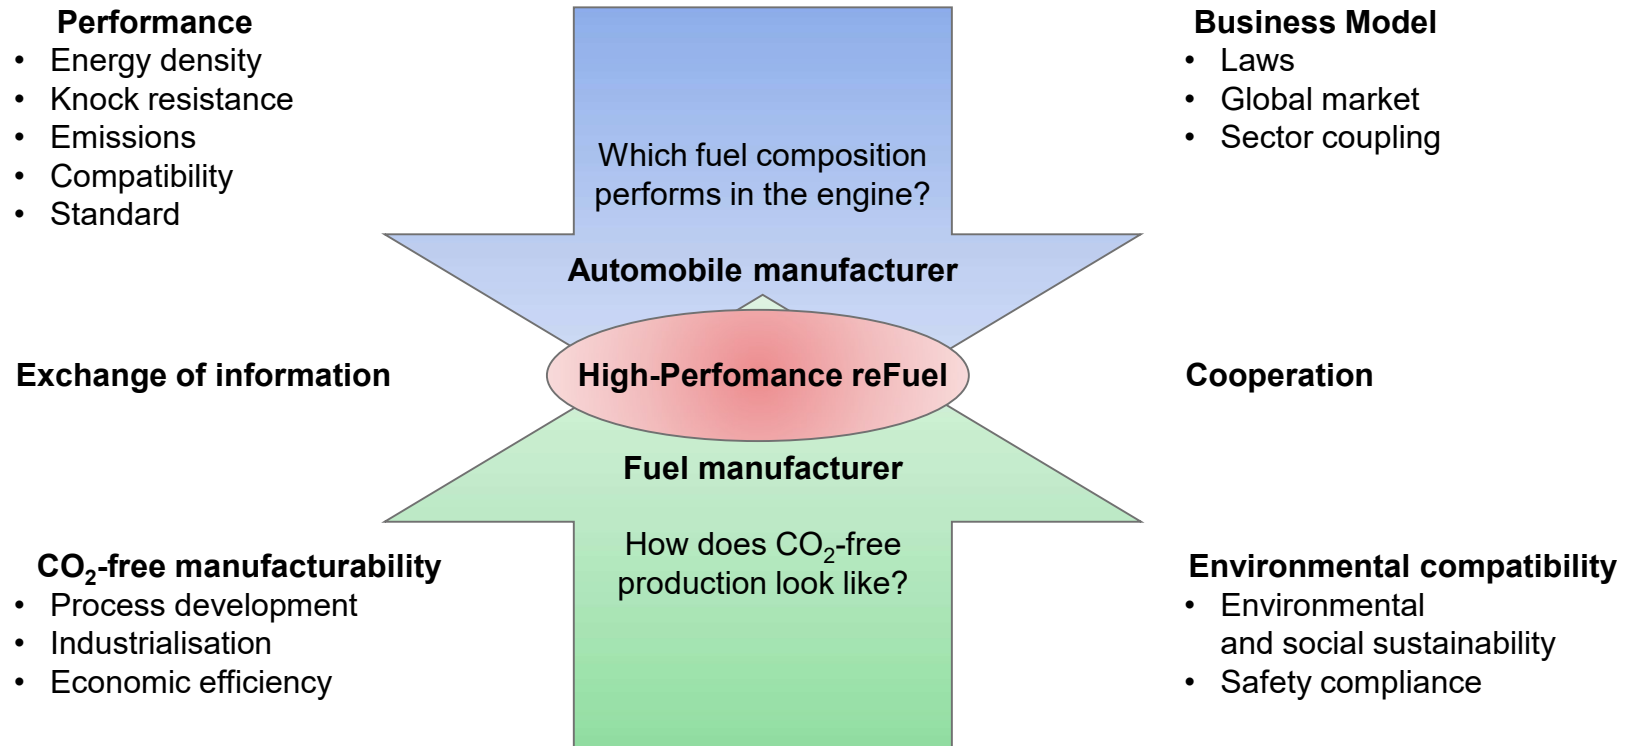 Performance
• Energy density
• Knock resistance
• Emissions
• Compatibility
• Standard
Business Model
• Laws
• Global market
• Sector coupling
Which fuel composition
performs in the engine?
Automobile manufacturer
Exchange of information
High-Perfomance reFuel
Cooperation
Fuel manufacturer
How does CO₂-free
production look like?
CO₂-free manufacturability
• Process development
• Industrialisation
• Economic efficiency
Environmental compatibility
• Environmental
and social sustainability
• Safety compliance